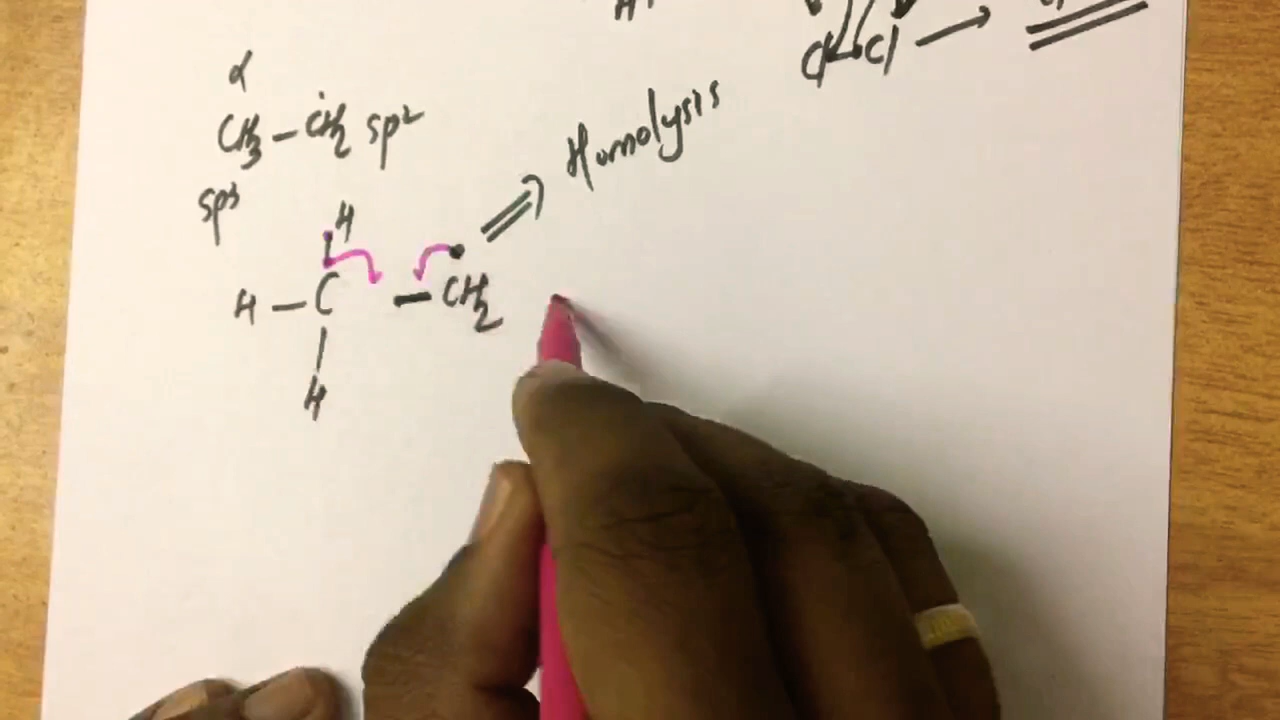 Cl Cl →
α
CH3 – ĊH2 sp²
sp³
Homolysis
H
H – C – CH2
H